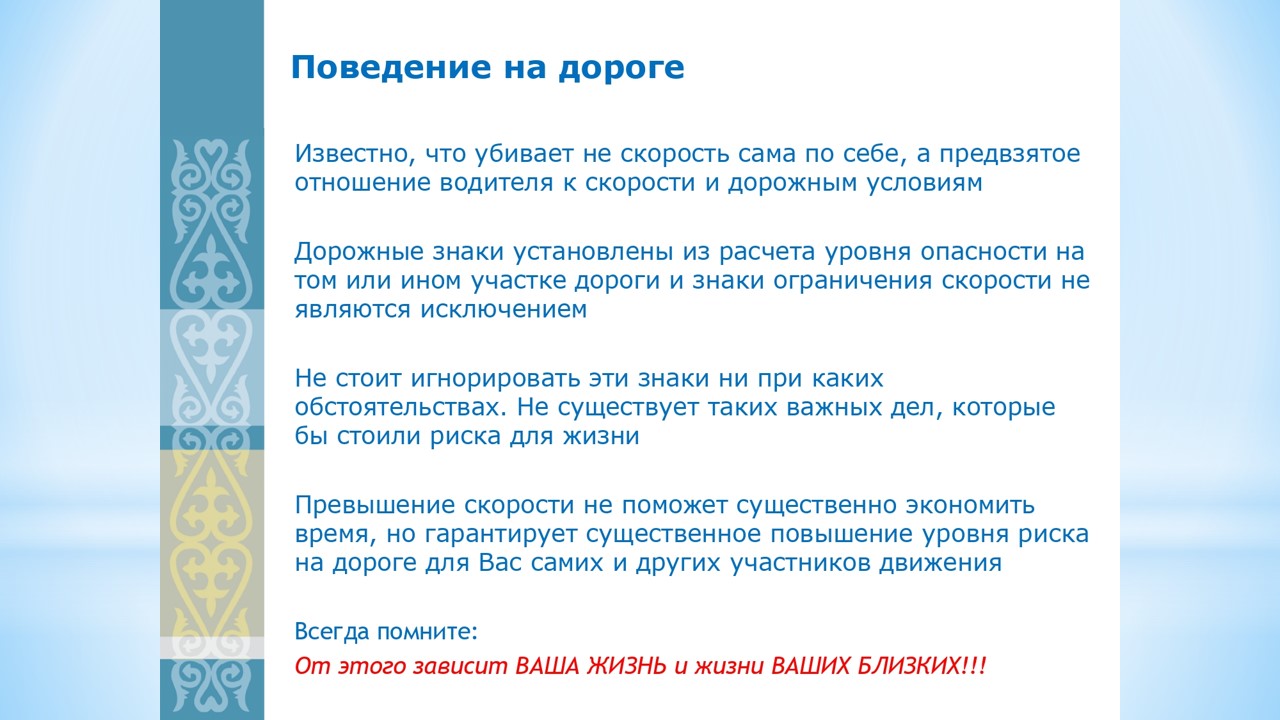 Поведение на дороге
Известно, что убивает не скорость сама по себе, а предвзятое
отношение водителя к скорости и дорожным условиям
Дорожные знаки установлены из расчета уровня опасности на
том или ином участке дороги и знаки ограничения скорости не
являются исключением
Не стоит игнорировать эти знаки ни при каких
обстоятельствах. Не существует таких важных дел, которые
бы стоили риска для жизни
Превышение скорости не поможет существенно экономить
время, но гарантирует существенное повышение уровня риска
на дороге для Вас самих и других участников движения
Всегда помните:
От этого зависит ВАША ЖИЗНЬ и жизни ВАШИХ БЛИЗКИХ!!!